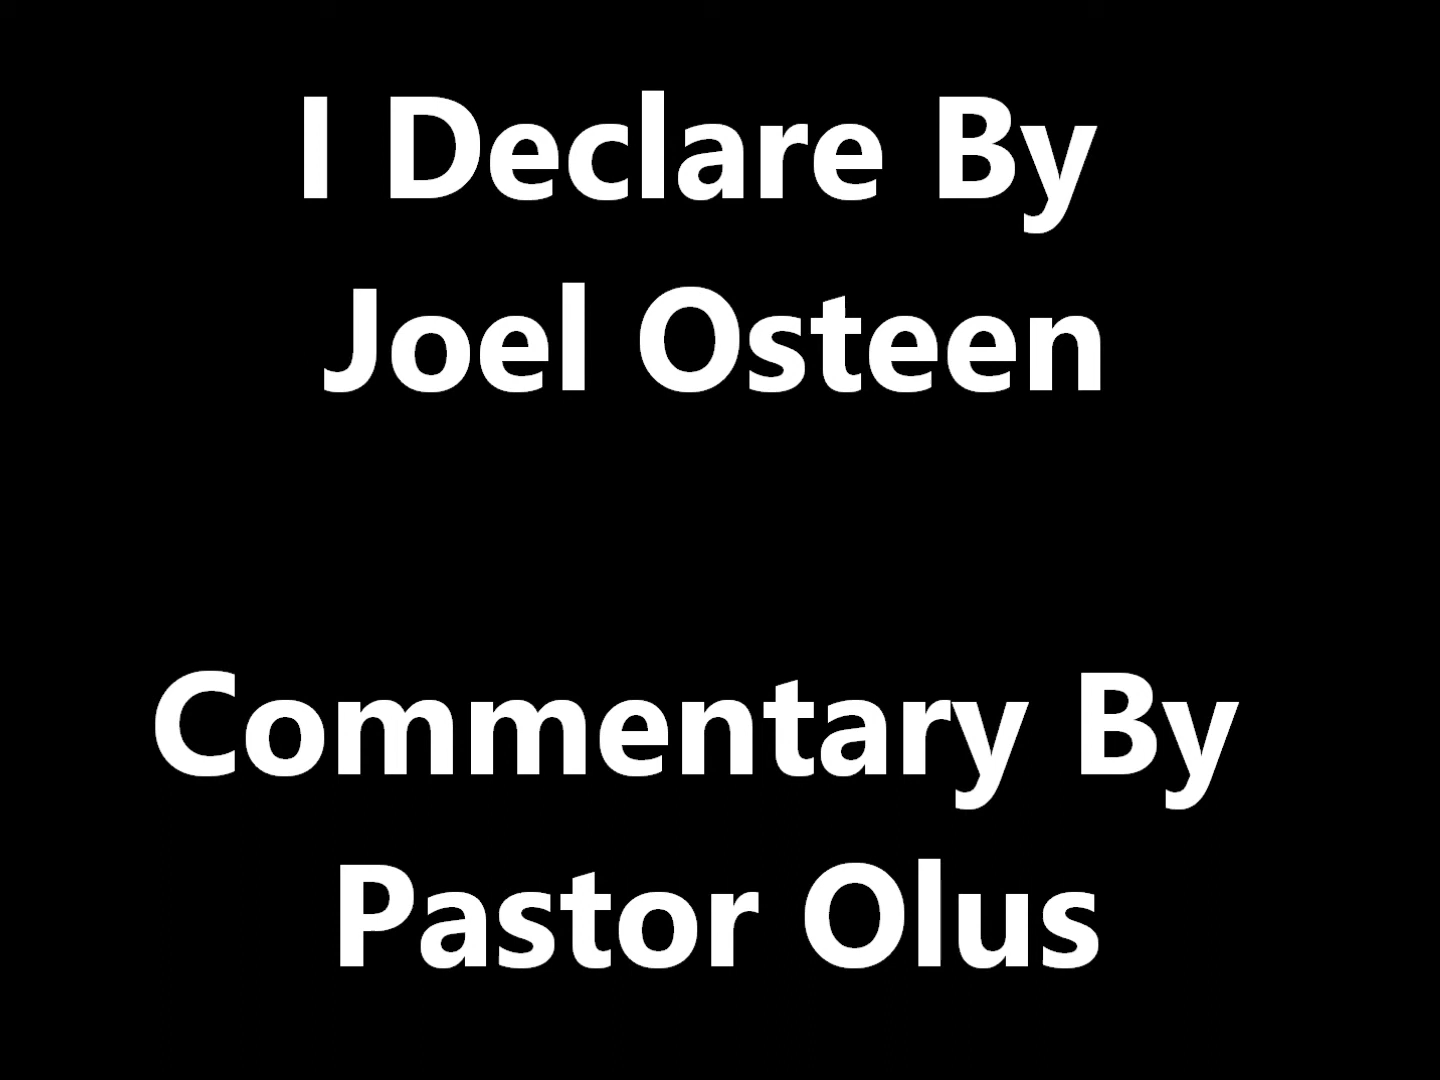 I Declare By
Joel Osteen
Commentary By
Pastor Olus